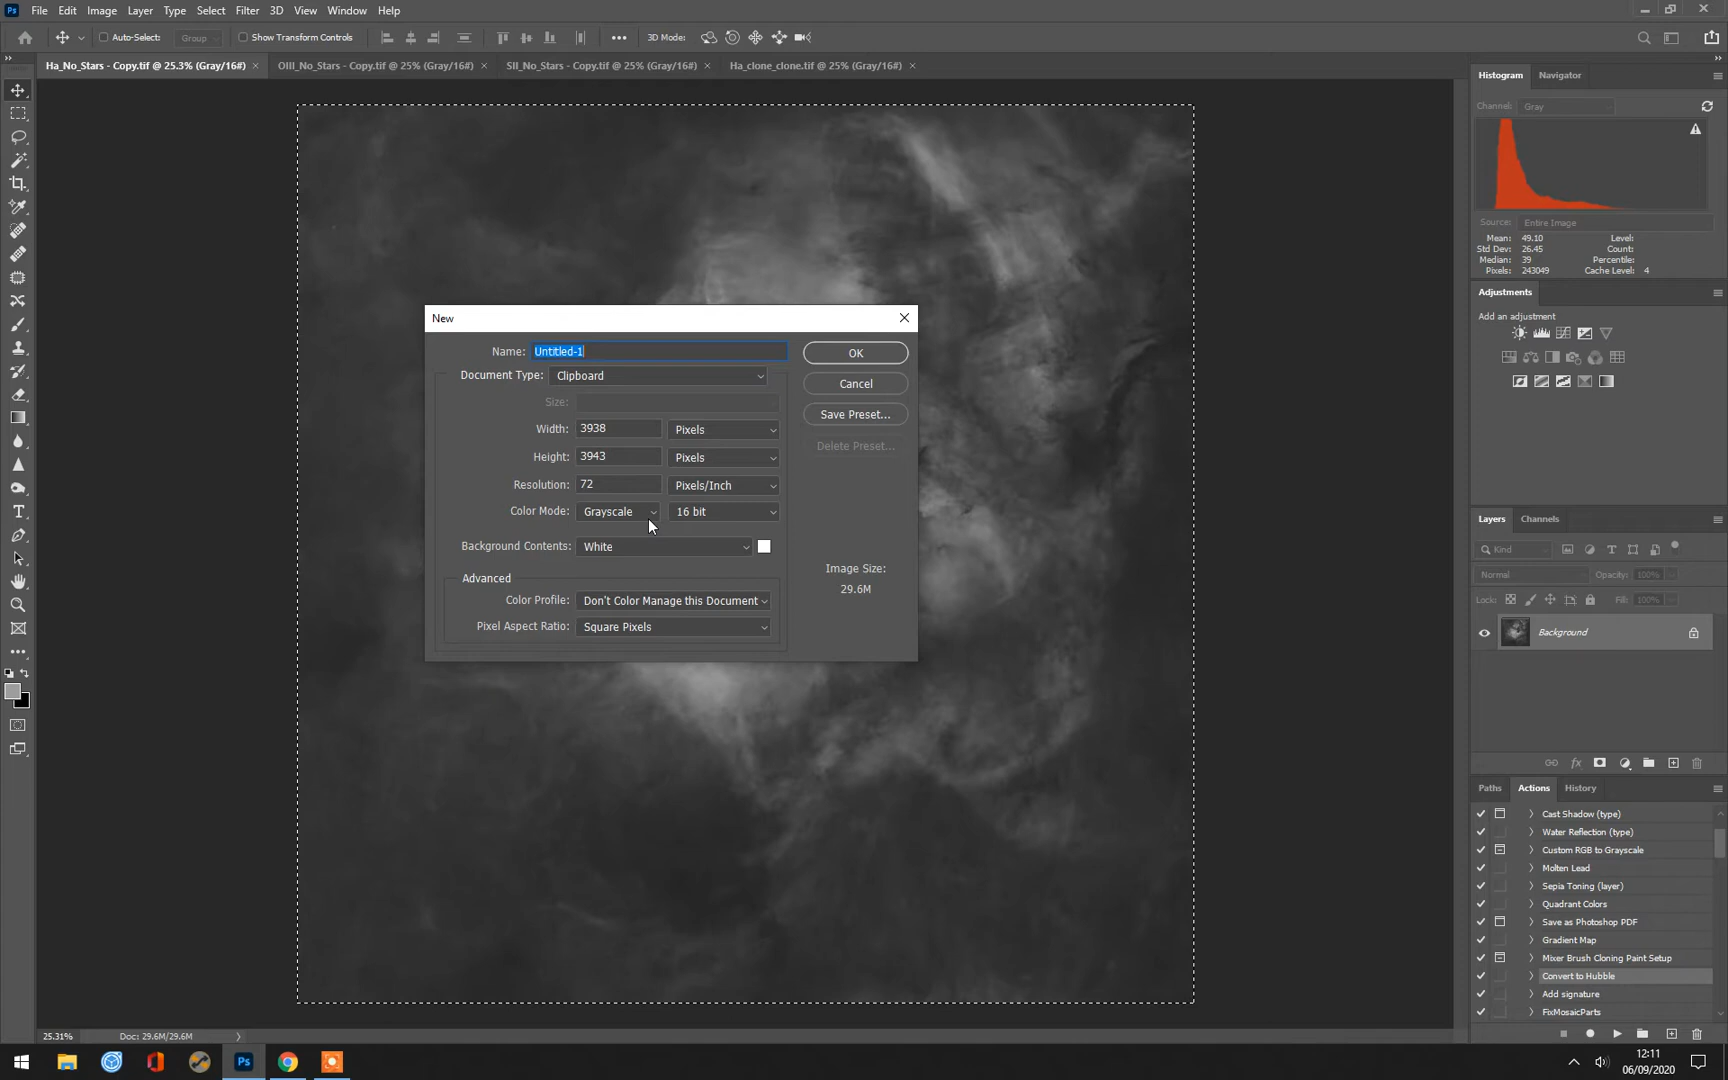 Ps File Edit Image Layer Type Select Filter 3D View Window Help
Auto-Select: Group Show Transform Controls 3D Mode:
Ha_No_Stars - Copy.tif @ 25.3% (Gray/16#) OIII_No_Stars - Copy.tif @ 25% (Gray/16#) SII_No_Stars - Copy.tif @ 25% (Gray/16#) Ha_clone_clone.tif @ 25% (Gray/16#)
Histogram Navigator
Channel: Gray
Source: Entire Image
Mean: 49.10 Level:
Std Dev: 26.45 Count:
Median: 39 Percentile:
Pixels: 243049 Cache Level: 4
Adjustments
Add an adjustment
New
Name: Untitled-1 OK
Document Type: Clipboard Cancel
Size:
Save Preset...
Width: 3938 Pixels
Delete Preset...
Height: 3943 Pixels
Resolution: 72 Pixels/Inch
Color Mode: Grayscale 16 bit
Background Contents: White
Image Size:
29.6M
Advanced
Color Profile: Don't Color Manage this Document
Pixel Aspect Ratio: Square Pixels
Layers Channels
Kind
Normal Opacity: 100%
Lock: Fill: 100%
Background
Paths Actions History
Cast Shadow (type)
Water Reflection (type)
Custom RGB to Grayscale
Molten Lead
Sepia Toning (layer)
Quadrant Colors
Save as Photoshop PDF
Gradient Map
Mixer Brush Cloning Paint Setup
Convert to Hubble
Add signature
FixMosaicParts
25.31% Doc: 29.6M/29.6M
Ps
12:11
06/09/2020